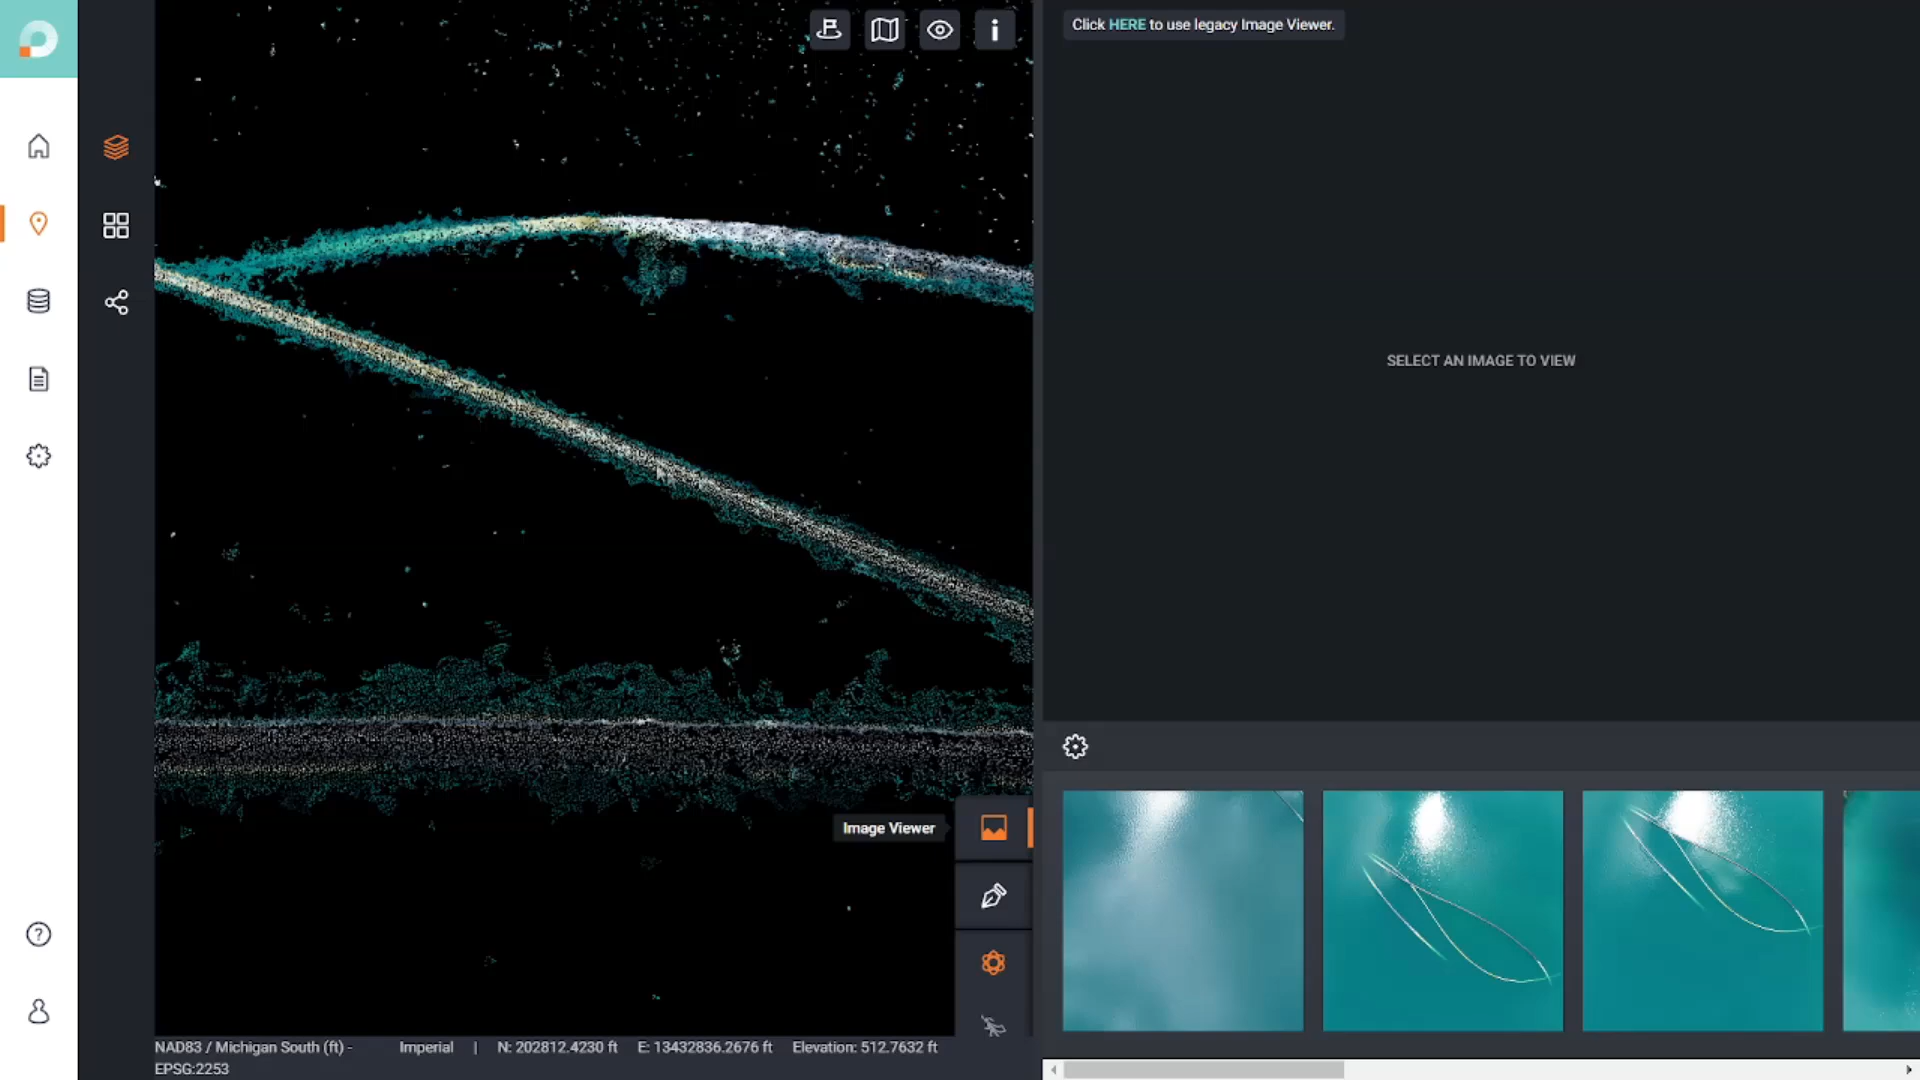 Click HERE to use legacy Image Viewer.
SELECT AN IMAGE TO VIEW
Image Viewer
NAD83 / Michigan South (ft) - Imperial | N: 202812.4230 ft E: 13432836.2676 ft Elevation: 512.7632 ft
EPSG:2253